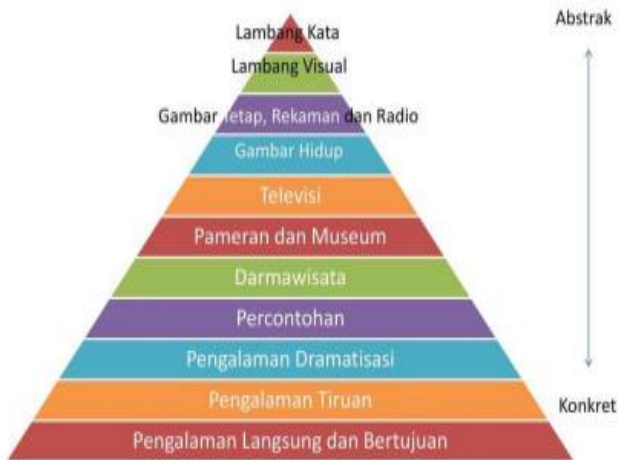 Abstrak
Lambang Kata
Lambang Visual
Gambar Tetap, Rekaman dan Radio
Gambar Hidup
Televisi
Pameran dan Museum
Darmawisata
Percontohan
Pengalaman Dramatisasi
Pengalaman Tiruan
Konkret
Pengalaman Langsung dan Bertujuan